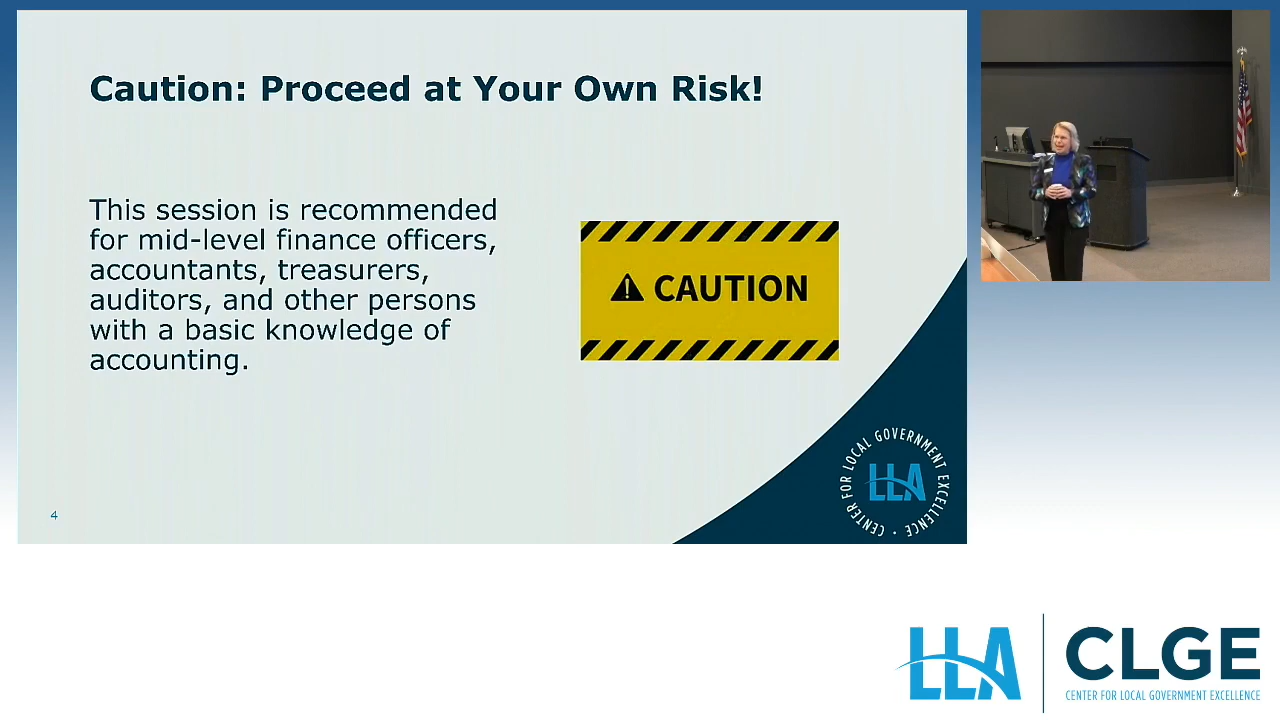 Caution: Proceed at Your Own Risk!
This session is recommended
for mid-level finance officers,
accountants, treasurers,
auditors, and other persons
with a basic knowledge of
accounting.
CAUTION
4
CENTER FOR LOCAL GOVERNMENT EXCELLENCE
LLA
LLA
CLGE
CENTER FOR LOCAL GOVERNMENT EXCELLENCE